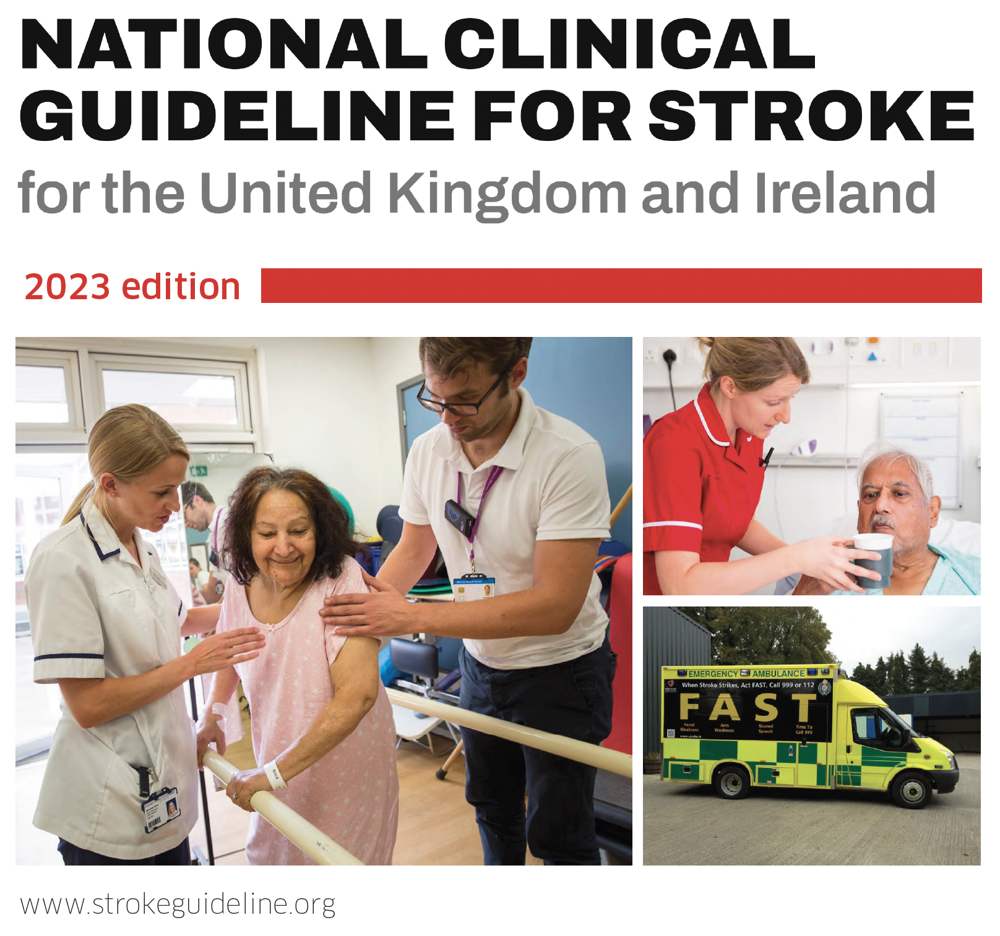 NATIONAL CLINICAL
GUIDELINE FOR STROKE
for the United Kingdom and Ireland
2023 edition
EMERGENCY AMBULANCE
When Stroke Strikes, Act FAST. Call 999 or 112
F A S T
Facial Weakness
Arm Weakness
Slurred Speech
Time To Call 999
www.stroke.ie
www.strokeguideline.org